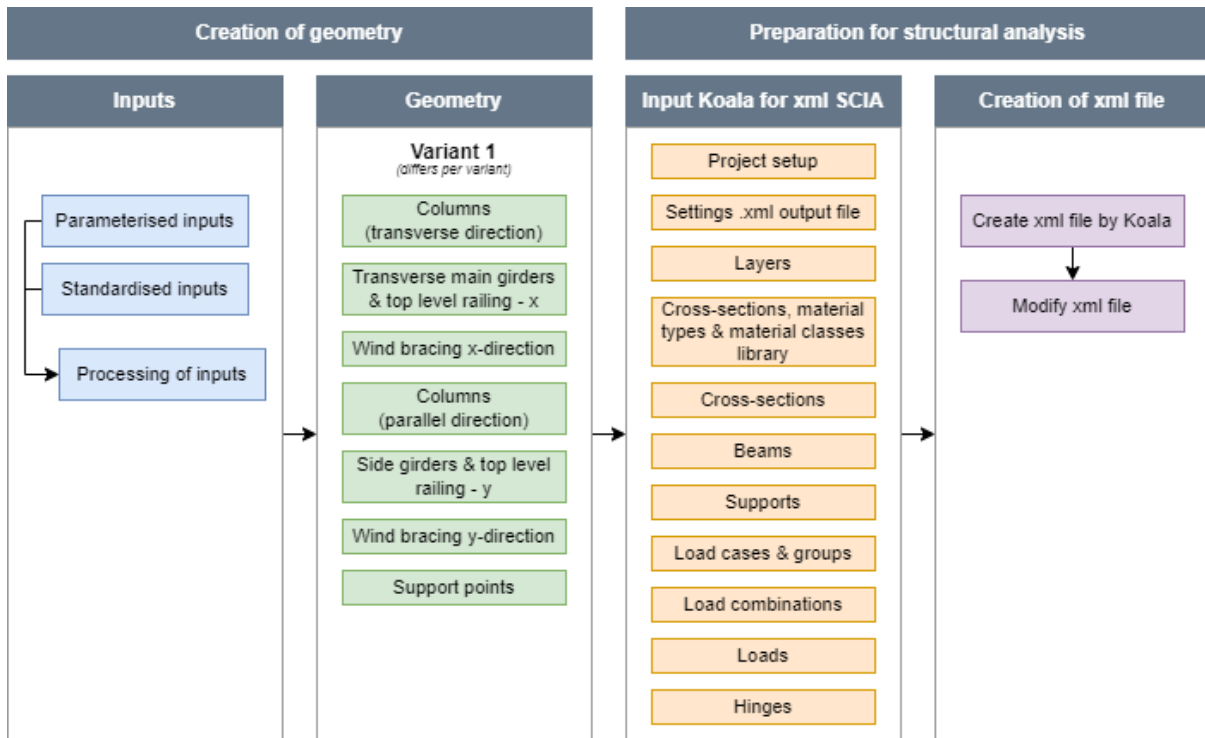 Creation of geometry
Preparation for structural analysis
Inputs
Geometry
Input Koala for xml SCIA
Creation of xml file
Parameterised inputs
Standardised inputs
Processing of inputs
Variant 1
(differs per variant)
Columns
(transverse direction)
Transverse main girders
& top level railing - x
Wind bracing x-direction
Columns
(parallel direction)
Side girders & top level
railing - y
Wind bracing y-direction
Support points
Project setup
Settings .xml output file
Layers
Cross-sections, material
types & material classes
library
Cross-sections
Beams
Supports
Load cases & groups
Load combinations
Loads
Hinges
Create xml file by Koala
Modify xml file